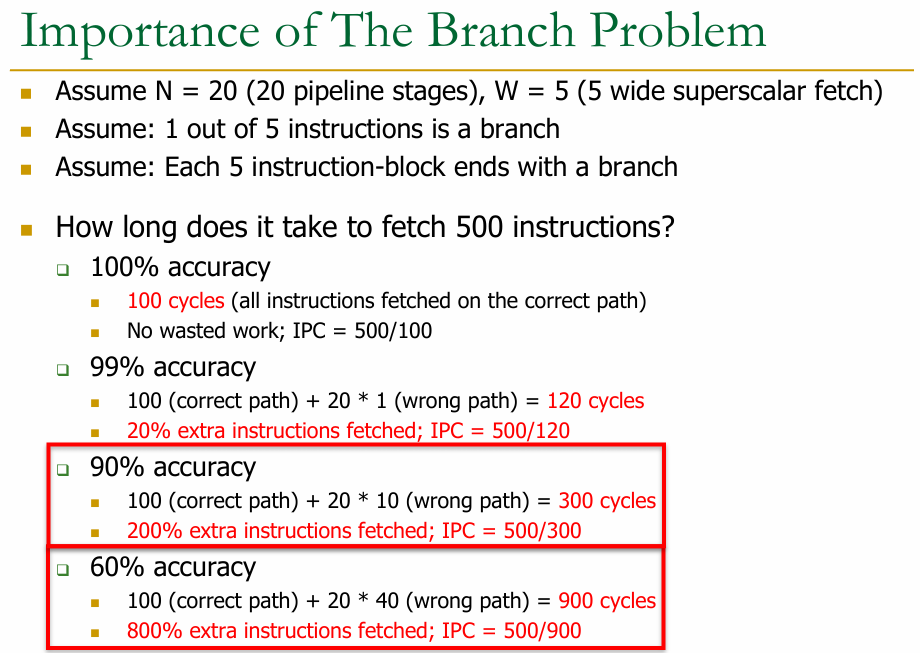 Importance of The Branch Problem
Assume N = 20 (20 pipeline stages), W = 5 (5 wide superscalar fetch)
Assume: 1 out of 5 instructions is a branch
Assume: Each 5 instruction-block ends with a branch
How long does it take to fetch 500 instructions?
100% accuracy
100 cycles (all instructions fetched on the correct path)
No wasted work; IPC = 500/100
99% accuracy
100 (correct path) + 20 * 1 (wrong path) = 120 cycles
20% extra instructions fetched; IPC = 500/120
90% accuracy
100 (correct path) + 20 * 10 (wrong path) = 300 cycles
200% extra instructions fetched; IPC = 500/300
60% accuracy
100 (correct path) + 20 * 40 (wrong path) = 900 cycles
800% extra instructions fetched; IPC = 500/900